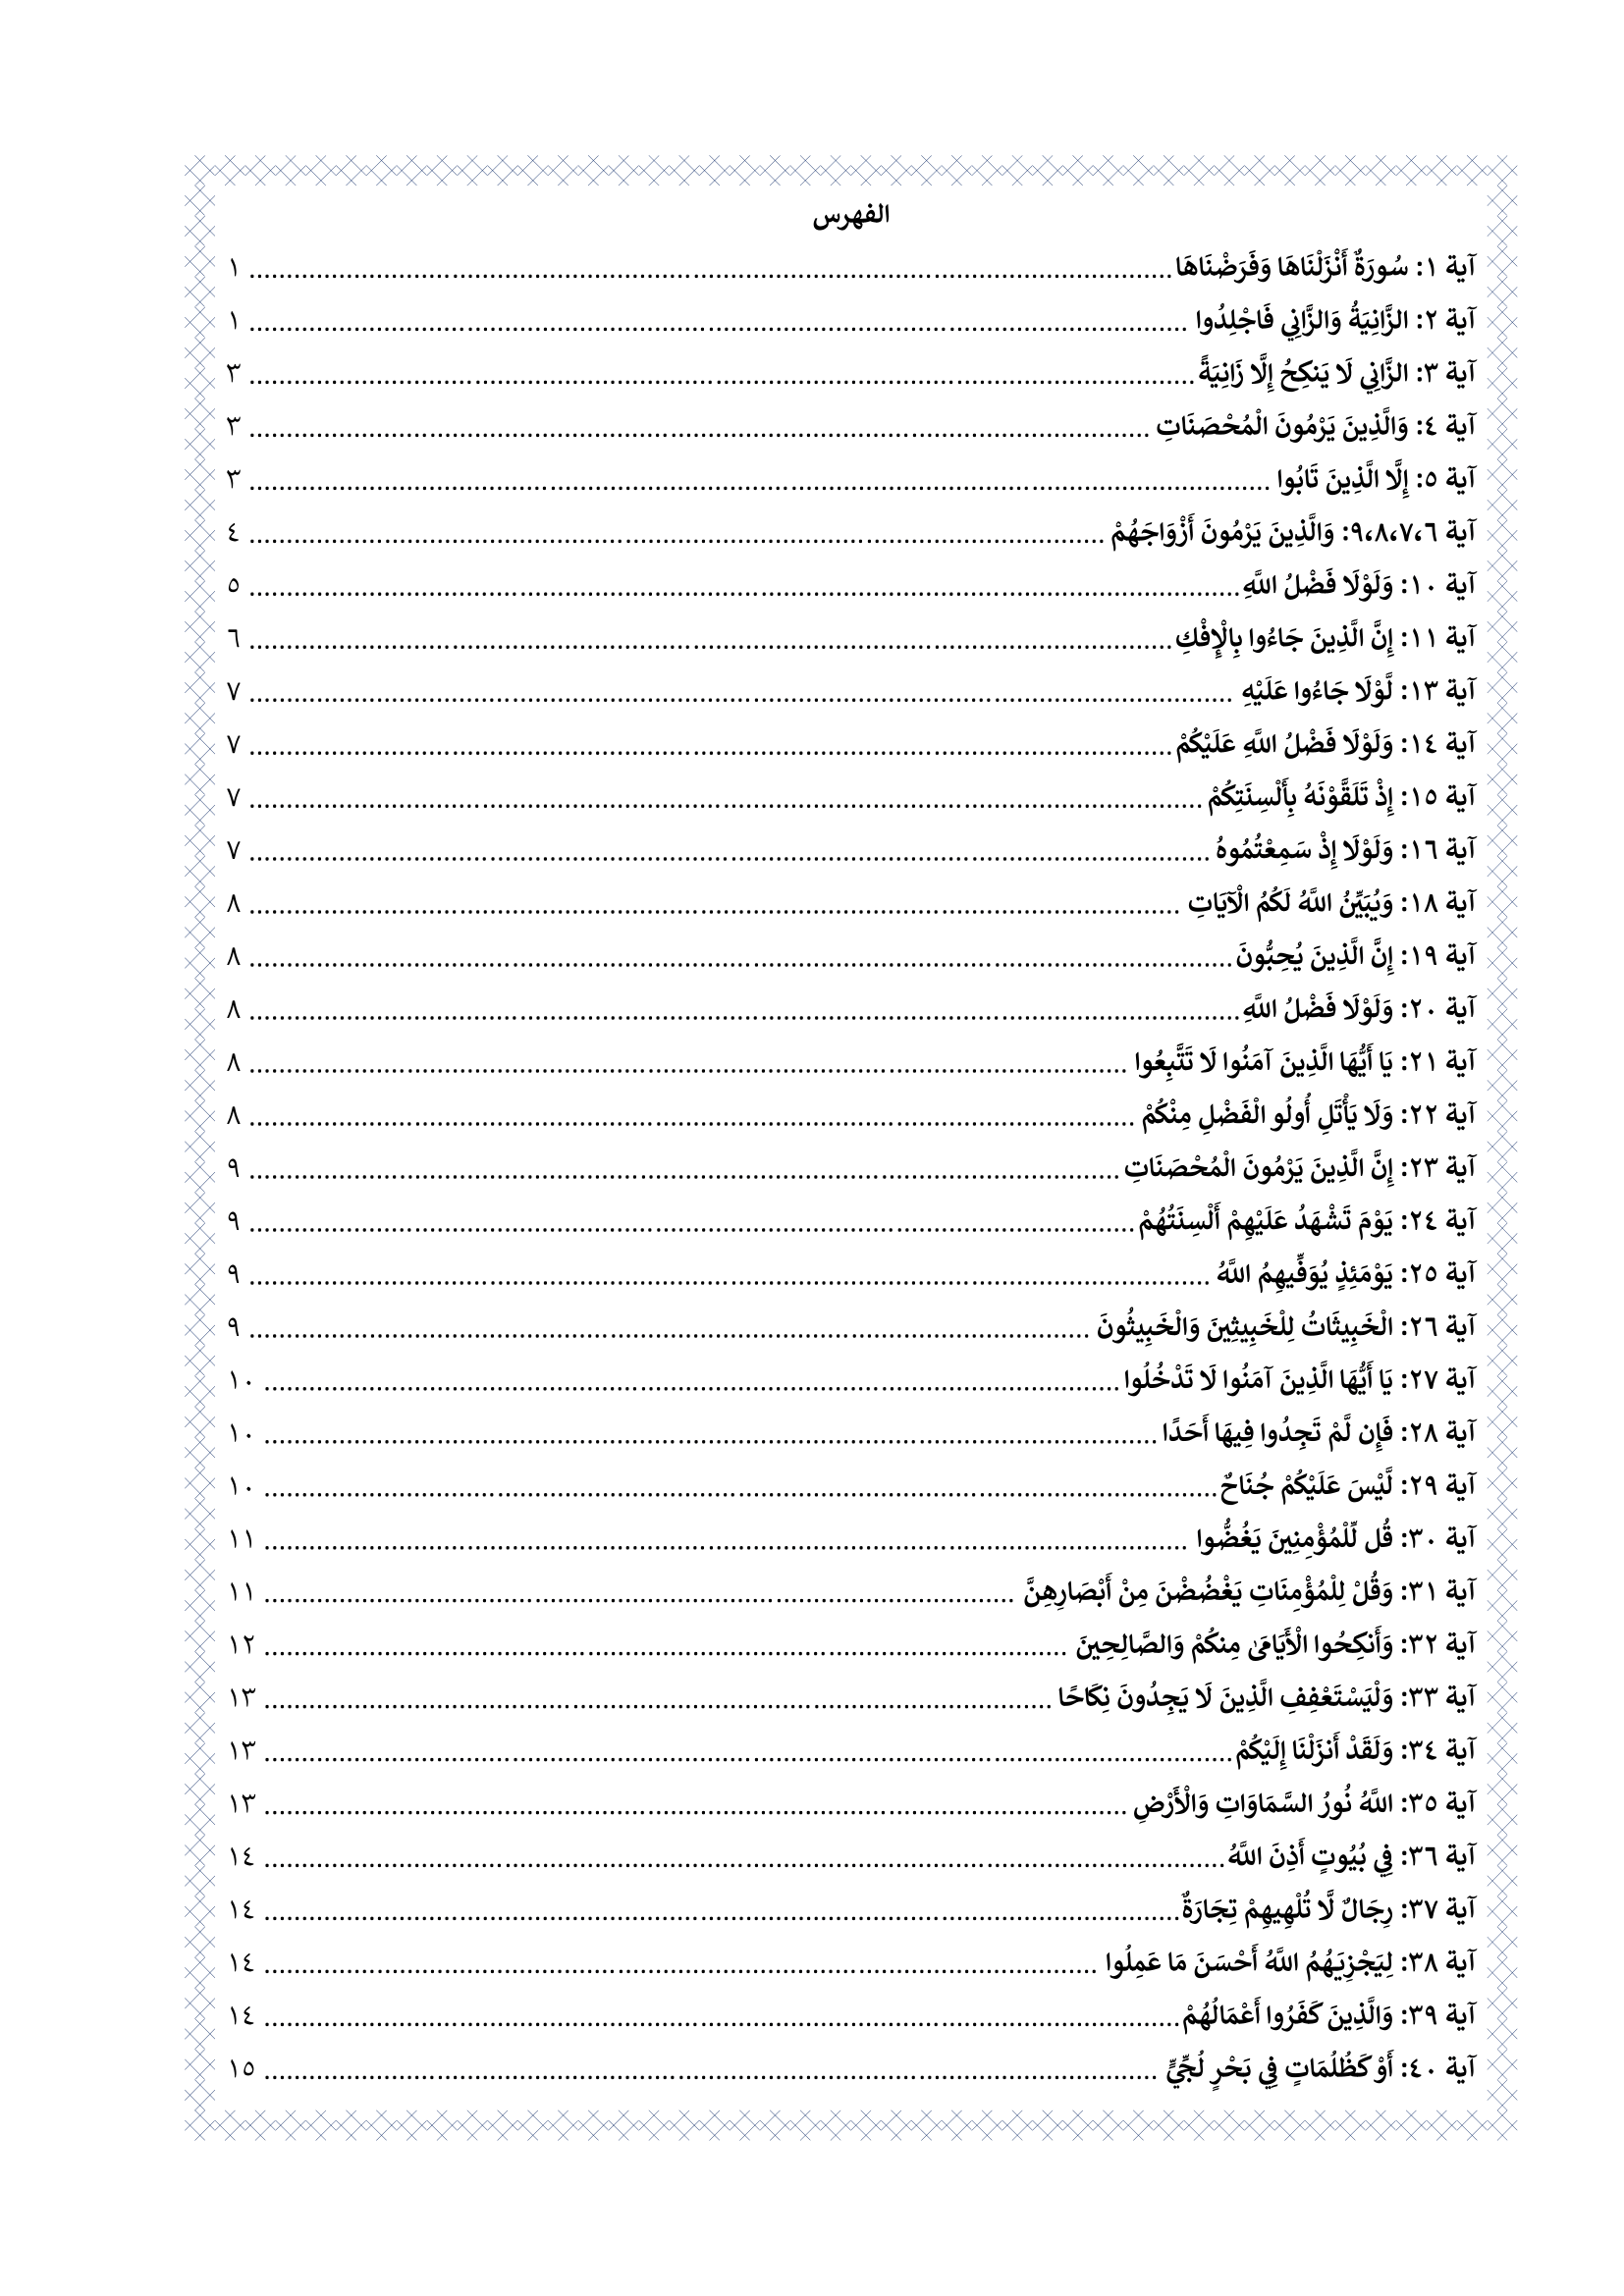 الفهرس
آية ١: سُورَةٌ أَنْزَلْنَاهَا وَفَرَضْنَاهَا ١
آية ٢: الزَّانِيَةُ وَالزَّانِي فَاجْلِدُوا ١
آية ٣: الزَّانِي لَا يَنكِحُ إِلَّا زَانِيَةً ٣
آية ٤: وَالَّذِينَ يَرْمُونَ الْمُحْصَنَاتِ ٣
آية ٥: إِلَّا الَّذِينَ تَابُوا ٣
آية ٩،٨،٧،٦: وَالَّذِينَ يَرْمُونَ أَزْوَاجَهُمْ ٤
آية ١٠: وَلَوْلَا فَضْلُ اللَّهِ ٥
آية ١١: إِنَّ الَّذِينَ جَاءُوا بِالْإِفْكِ ٦
آية ١٣: لَّوْلَا جَاءُوا عَلَيْهِ ٧
آية ١٤: وَلَوْلَا فَضْلُ اللَّهِ عَلَيْكُمْ ٧
آية ١٥: إِذْ تَلَقَّوْنَهُ بِأَلْسِنَتِكُمْ ٧
آية ١٦: وَلَوْلَا إِذْ سَمِعْتُمُوهُ ٧
آية ١٨: وَيُبَيِّنُ اللَّهُ لَكُمُ الْآيَاتِ ٨
آية ١٩: إِنَّ الَّذِينَ يُحِبُّونَ ٨
آية ٢٠: وَلَوْلَا فَضْلُ اللَّهِ ٨
آية ٢١: يَا أَيُّهَا الَّذِينَ آمَنُوا لَا تَتَّبِعُوا ٨
آية ٢٢: وَلَا يَأْتَلِ أُولُو الْفَضْلِ مِنْكُمْ ٨
آية ٢٣: إِنَّ الَّذِينَ يَرْمُونَ الْمُحْصَنَاتِ ٩
آية ٢٤: يَوْمَ تَشْهَدُ عَلَيْهِمْ أَلْسِنَتُهُمْ ٩
آية ٢٥: يَوْمَئِذٍ يُوَفِّيهِمُ اللَّهُ ٩
آية ٢٦: الْخَبِيثَاتُ لِلْخَبِيثِينَ وَالْخَبِيثُونَ ٩
آية ٢٧: يَا أَيُّهَا الَّذِينَ آمَنُوا لَا تَدْخُلُوا ١٠
آية ٢٨: فَإِن لَّمْ تَجِدُوا فِيهَا أَحَدًا ١٠
آية ٢٩: لَّيْسَ عَلَيْكُمْ جُنَاحٌ ١٠
آية ٣٠: قُل لِّلْمُؤْمِنِينَ يَغُضُّوا ١١
آية ٣١: وَقُلْ لِلْمُؤْمِنَاتِ يَغْضُضْنَ مِنْ أَبْصَارِهِنَّ ١١
آية ٣٢: وَأَنكِحُوا الْأَيَامَىٰ مِنكُمْ وَالصَّالِحِينَ ١٢
آية ٣٣: وَلْيَسْتَعْفِفِ الَّذِينَ لَا يَجِدُونَ نِكَاحًا ١٣
آية ٣٤: وَلَقَدْ أَنزَلْنَا إِلَيْكُمْ ١٣
آية ٣٥: اللَّهُ نُورُ السَّمَاوَاتِ وَالْأَرْضِ ١٣
آية ٣٦: فِي بُيُوتٍ أَذِنَ اللَّهُ ١٤
آية ٣٧: رِجَالٌ لَّا تُلْهِيهِمْ تِجَارَةٌ ١٤
آية ٣٨: لِيَجْزِيَهُمُ اللَّهُ أَحْسَنَ مَا عَمِلُوا ١٤
آية ٣٩: وَالَّذِينَ كَفَرُوا أَعْمَالُهُمْ ١٤
آية ٤٠: أَوْ كَظُلُمَاتٍ فِي بَحْرٍ لُجِّيٍّ ١٥